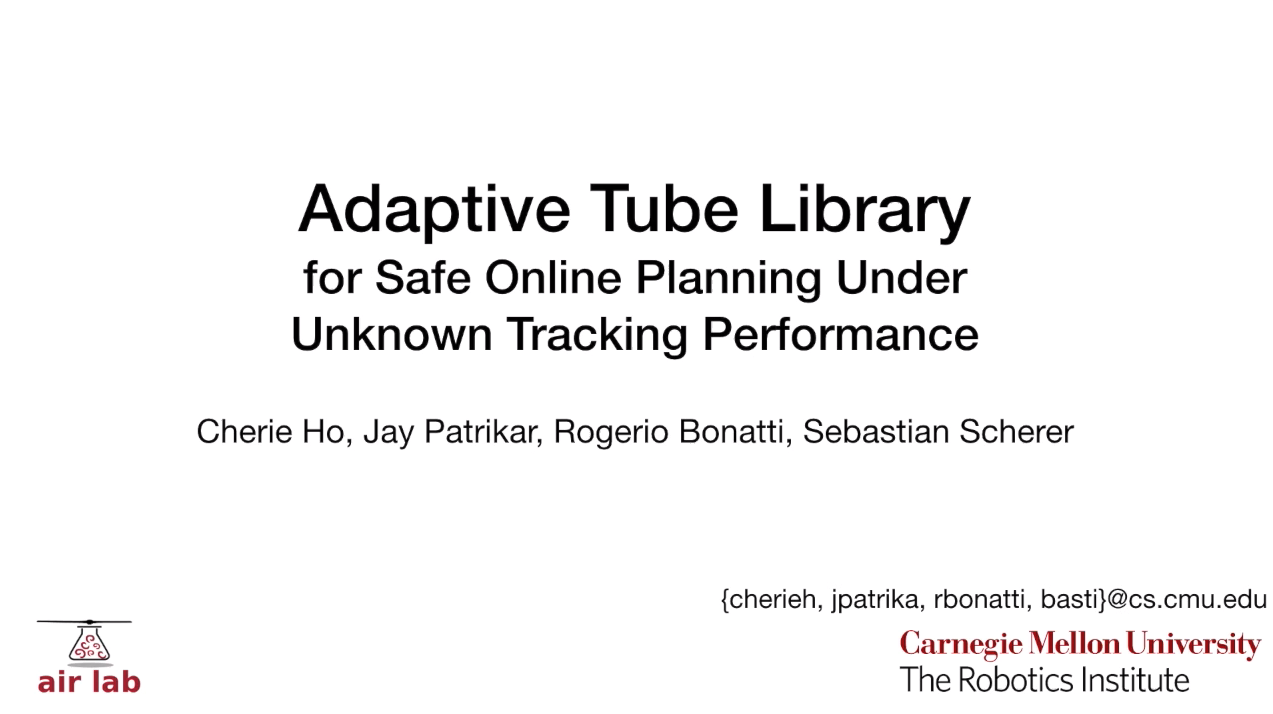 Adaptive Tube Library
for Safe Online Planning Under
Unknown Tracking Performance
Cherie Ho, Jay Patrikar, Rogerio Bonatti, Sebastian Scherer
{cherieh, jpatrika, rbonatti, basti}@cs.cmu.edu
Carnegie Mellon University
The Robotics Institute
air lab